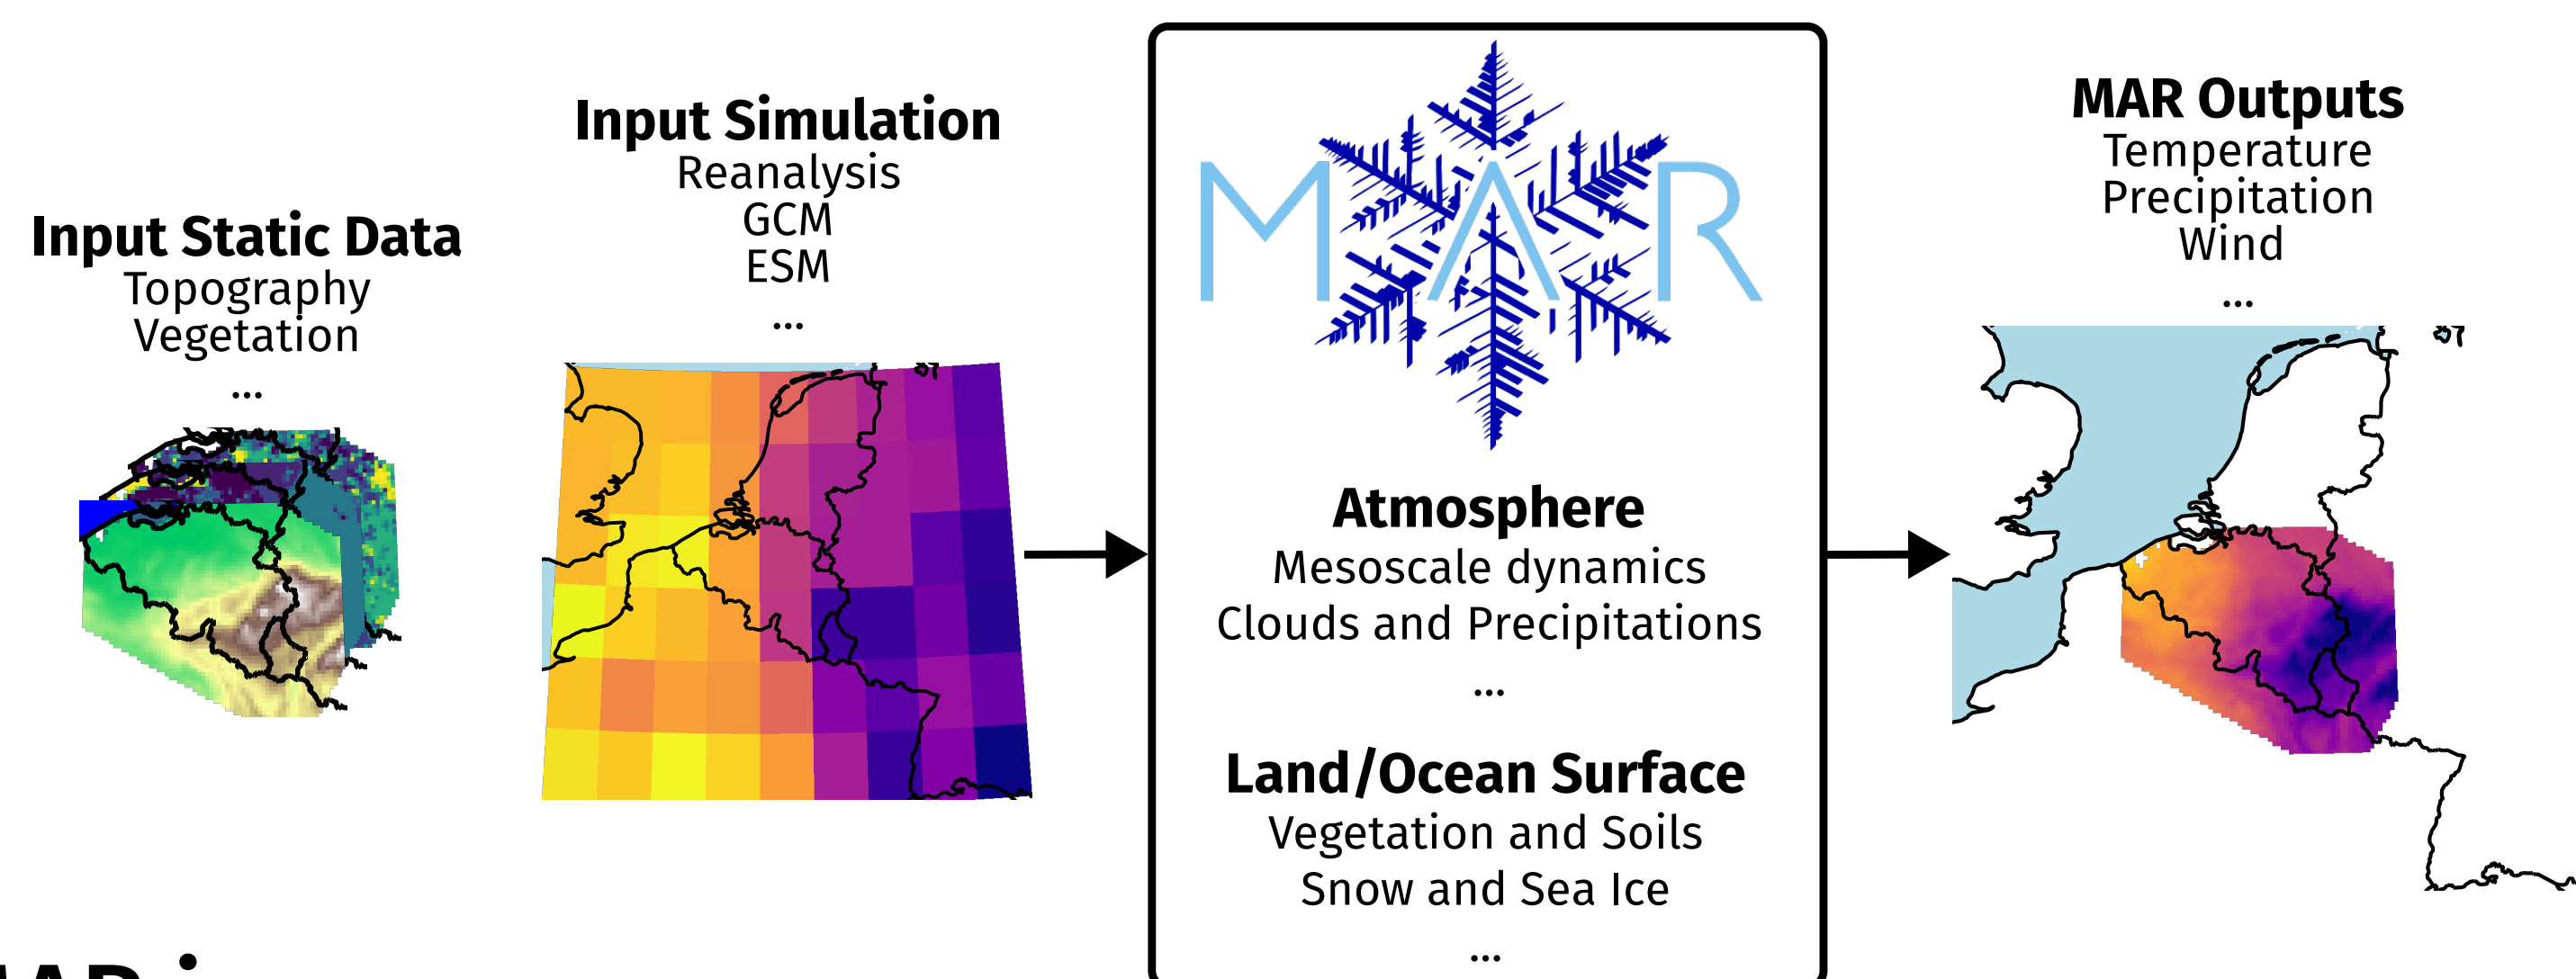 Input Static Data
Topography
Vegetation
...
Input Simulation
Reanalysis
GCM
ESM
...
MAR
Atmosphere
Mesoscale dynamics
Clouds and Precipitations
...
Land/Ocean Surface
Vegetation and Soils
Snow and Sea Ice
...
MAR Outputs
Temperature
Precipitation
Wind
...